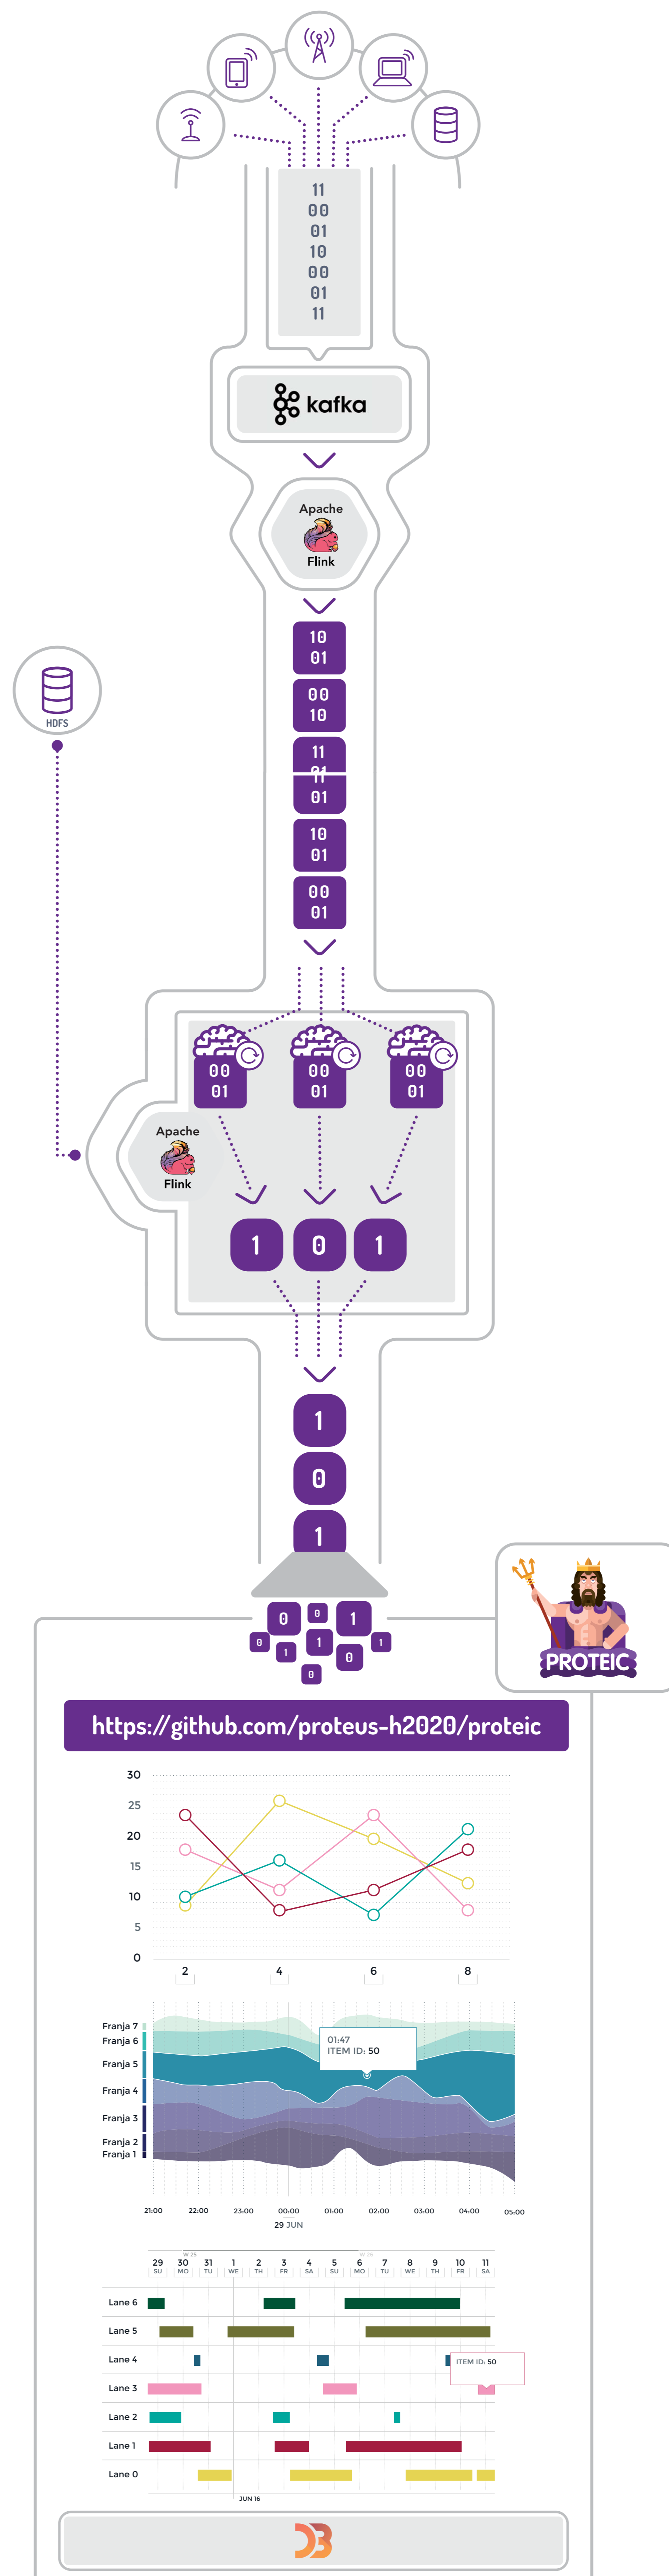 11
00
01
10
00
01
11
kafka
Apache
Flink
10
01
00
10
11
01
11
01
10
01
00
01
HDFS
00
01
00
01
00
01
Apache
Flink
1 0 1
1
0
1
0 0 1
0 1 1 0 1
0
PROTEIC
https://github.com/proteus-h2020/proteic
30
25
20
15
10
5
0
2 4 6 8
Franja 7
Franja 6
Franja 5
Franja 4
Franja 3
Franja 2
Franja 1
01:47
ITEM ID: 50
21:00 22:00 23:00 00:00 01:00 02:00 03:00 04:00 05:00
29 JUN
W 25
29 30 31 1 2 3 4 5 6 7 8 9 10 11
SU MO TU WE TH FR SA SU MO TU WE TH FR SA
Lane 6
Lane 5
Lane 4
ITEM ID: 50
Lane 3
Lane 2
Lane 1
Lane 0
JUN 16